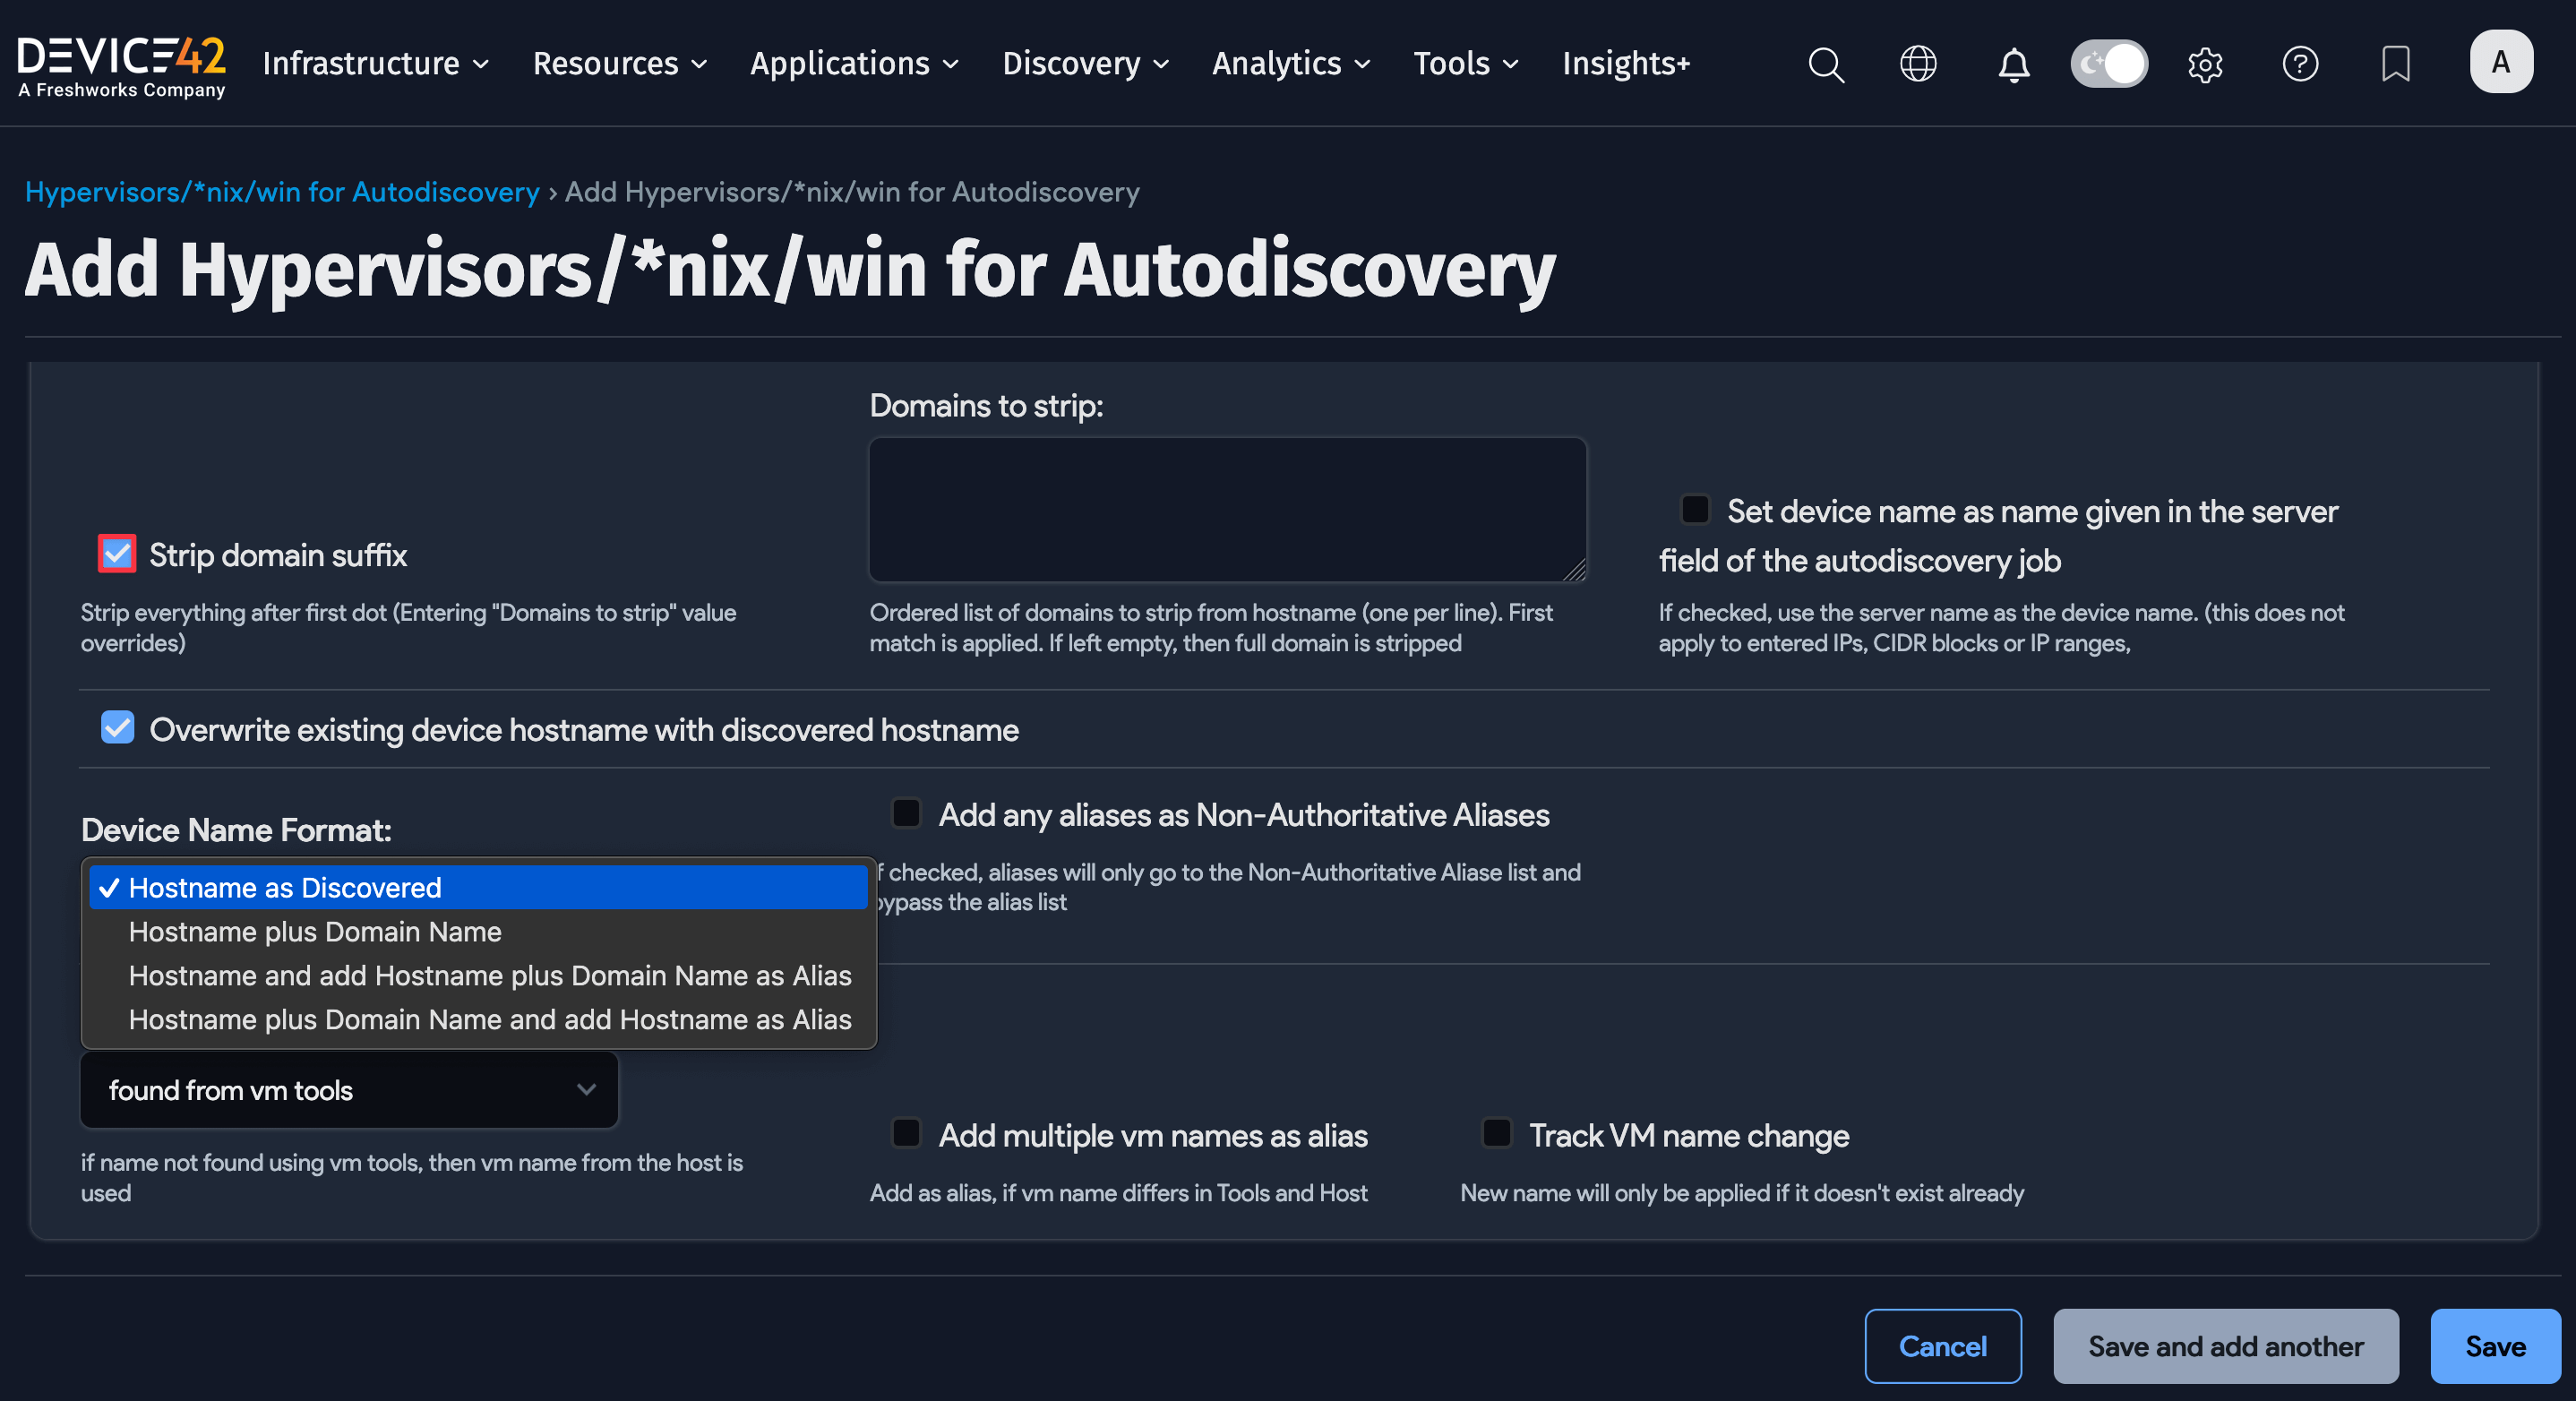 DEVICE42
A Freshworks Company
Infrastructure
Resources
Applications
Discovery
Analytics
Tools
Insights+
A
Hypervisors/*nix/win for Autodiscovery › Add Hypervisors/*nix/win for Autodiscovery
Add Hypervisors/*nix/win for Autodiscovery
Domains to strip:
Strip domain suffix
Strip everything after first dot (Entering "Domains to strip" value
overrides)
Ordered list of domains to strip from hostname (one per line). First
match is applied. If left empty, then full domain is stripped
Set device name as name given in the server
field of the autodiscovery job
If checked, use the server name as the device name. (this does not
apply to entered IPs, CIDR blocks or IP ranges,
Overwrite existing device hostname with discovered hostname
Device Name Format:
Hostname as Discovered
Hostname plus Domain Name
Hostname and add Hostname plus Domain Name as Alias
Hostname plus Domain Name and add Hostname as Alias
Add any aliases as Non-Authoritative Aliases
f checked, aliases will only go to the Non-Authoritative Aliase list and
ypass the alias list
found from vm tools
if name not found using vm tools, then vm name from the host is
used
Add multiple vm names as alias
Add as alias, if vm name differs in Tools and Host
Track VM name change
New name will only be applied if it doesn't exist already
Cancel
Save and add another
Save